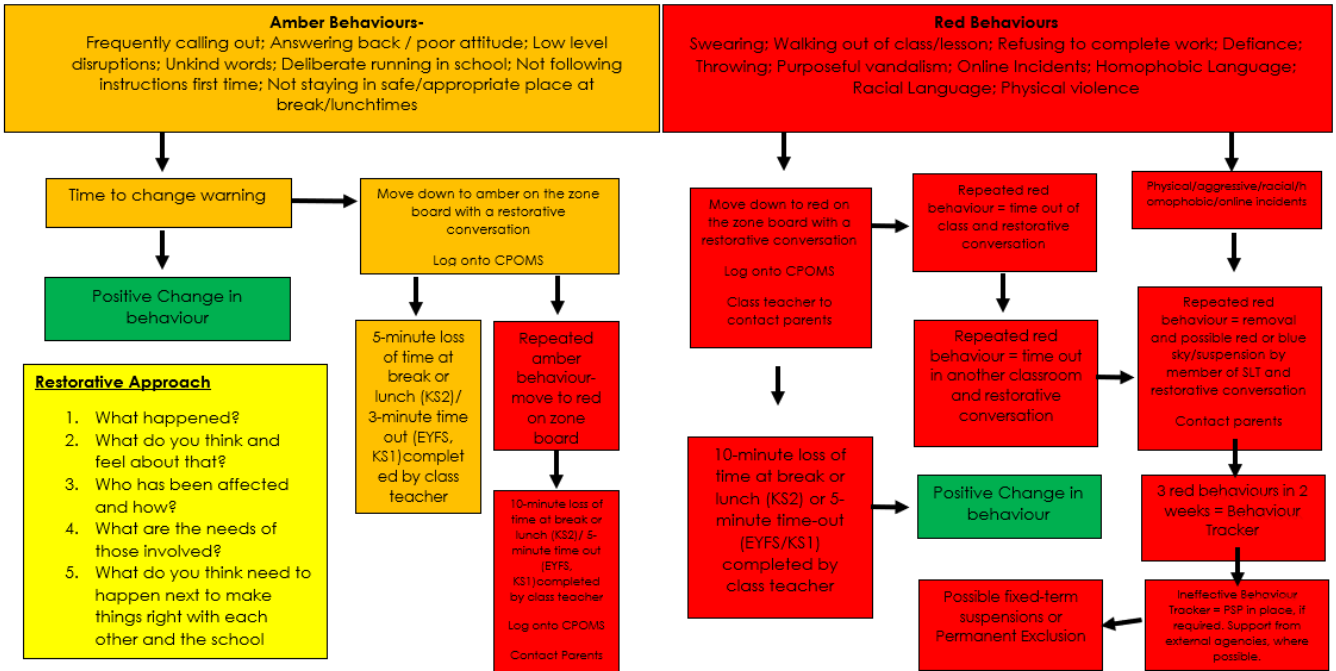 Amber Behaviours-
Frequently calling out; Answering back / poor attitude; Low level
disruptions; Unkind words; Deliberate running in school; Not following
instructions first time; Not staying in safe/appropriate place at
break/lunchtimes
Time to change warning
Move down to amber on the zone
board with a restorative
conversation
Log onto CPOMS
Positive Change in
behaviour
5-minute loss
of time at
break or
lunch (KS2)/
3-minute time
out (EYFS,
KS1)complet
ed by class
teacher
Repeated
amber
behaviour-
move to red
on zone
board
10-minute loss of
time at break or
lunch (KS2)/ 5-
minute time out
(EYFS,
KS1)completed
by class teacher
Log onto CPOMS
Contact Parents
Restorative Approach
1. What happened?
2. What do you think and
feel about that?
3. Who has been affected
and how?
4. What are the needs of
those involved?
5. What do you think need to
happen next to make
things right with each
other and the school
Red Behaviours
Swearing; Walking out of class/lesson; Refusing to complete work; Defiance;
Throwing; Purposeful vandalism; Online Incidents; Homophobic Language;
Racial Language; Physical violence
Move down to red on
the zone board with a
restorative conversation
Log onto CPOMS
Class teacher to
contact parents
Repeated red
behaviour = time out of
class and restorative
conversation
Physical/aggressive/racial/h
omophobic/online incidents
Repeated red
behaviour = time out
in another classroom
and restorative
conversation
Repeated red
behaviour = removal
and possible red or blue
sky/suspension by
member of SLT and
restorative conversation
Contact parents
10-minute loss of
time at break or
lunch (KS2) or 5-
minute time-out
(EYFS/KS1)
completed by
class teacher
Positive Change in
behaviour
3 red behaviours in 2
weeks = Behaviour
Tracker
Ineffective Behaviour
Tracker = PSP in place, if
required. Support from
external agencies, where
possible.
Possible fixed-term
suspensions or
Permanent Exclusion